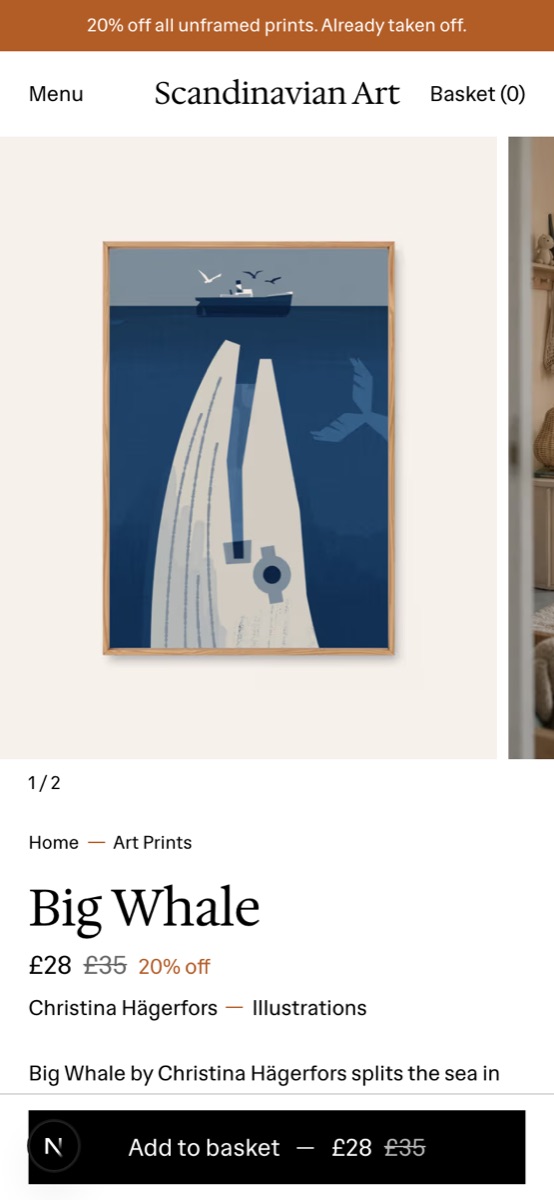 20% off all unframed prints. Already taken off.
Menu
Scandinavian Art
Basket (0)
1 / 2
Home — Art Prints
Big Whale
£28 £35 20% off
Christina Hägerfors — Illustrations
Big Whale by Christina Hägerfors splits the sea in
N
Add to basket — £28 £35